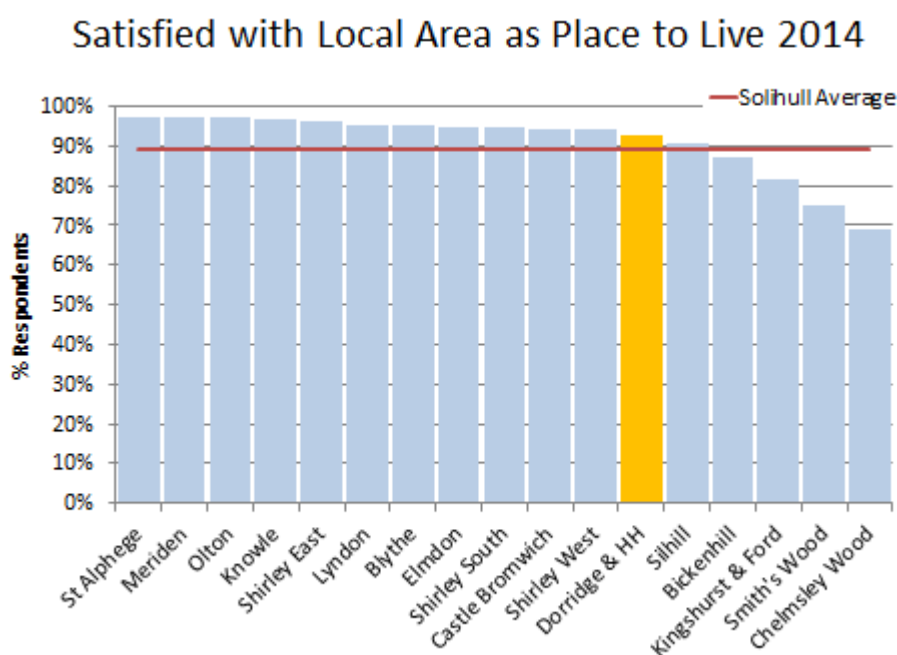 Satisfied with Local Area as Place to Live 2014
Solihull Average
% Respondents
100%
90%
80%
70%
60%
50%
40%
30%
20%
10%
0%
St Alphege
Meriden
Olton
Knowle
Shirley East
Lyndon
Blythe
Elmdon
Shirley South
Castle Bromwich
Shirley West
Dorridge & HH
Silhill
Bickenhill
Kingshurst & Ford
Smith's Wood
Chelmsley Wood